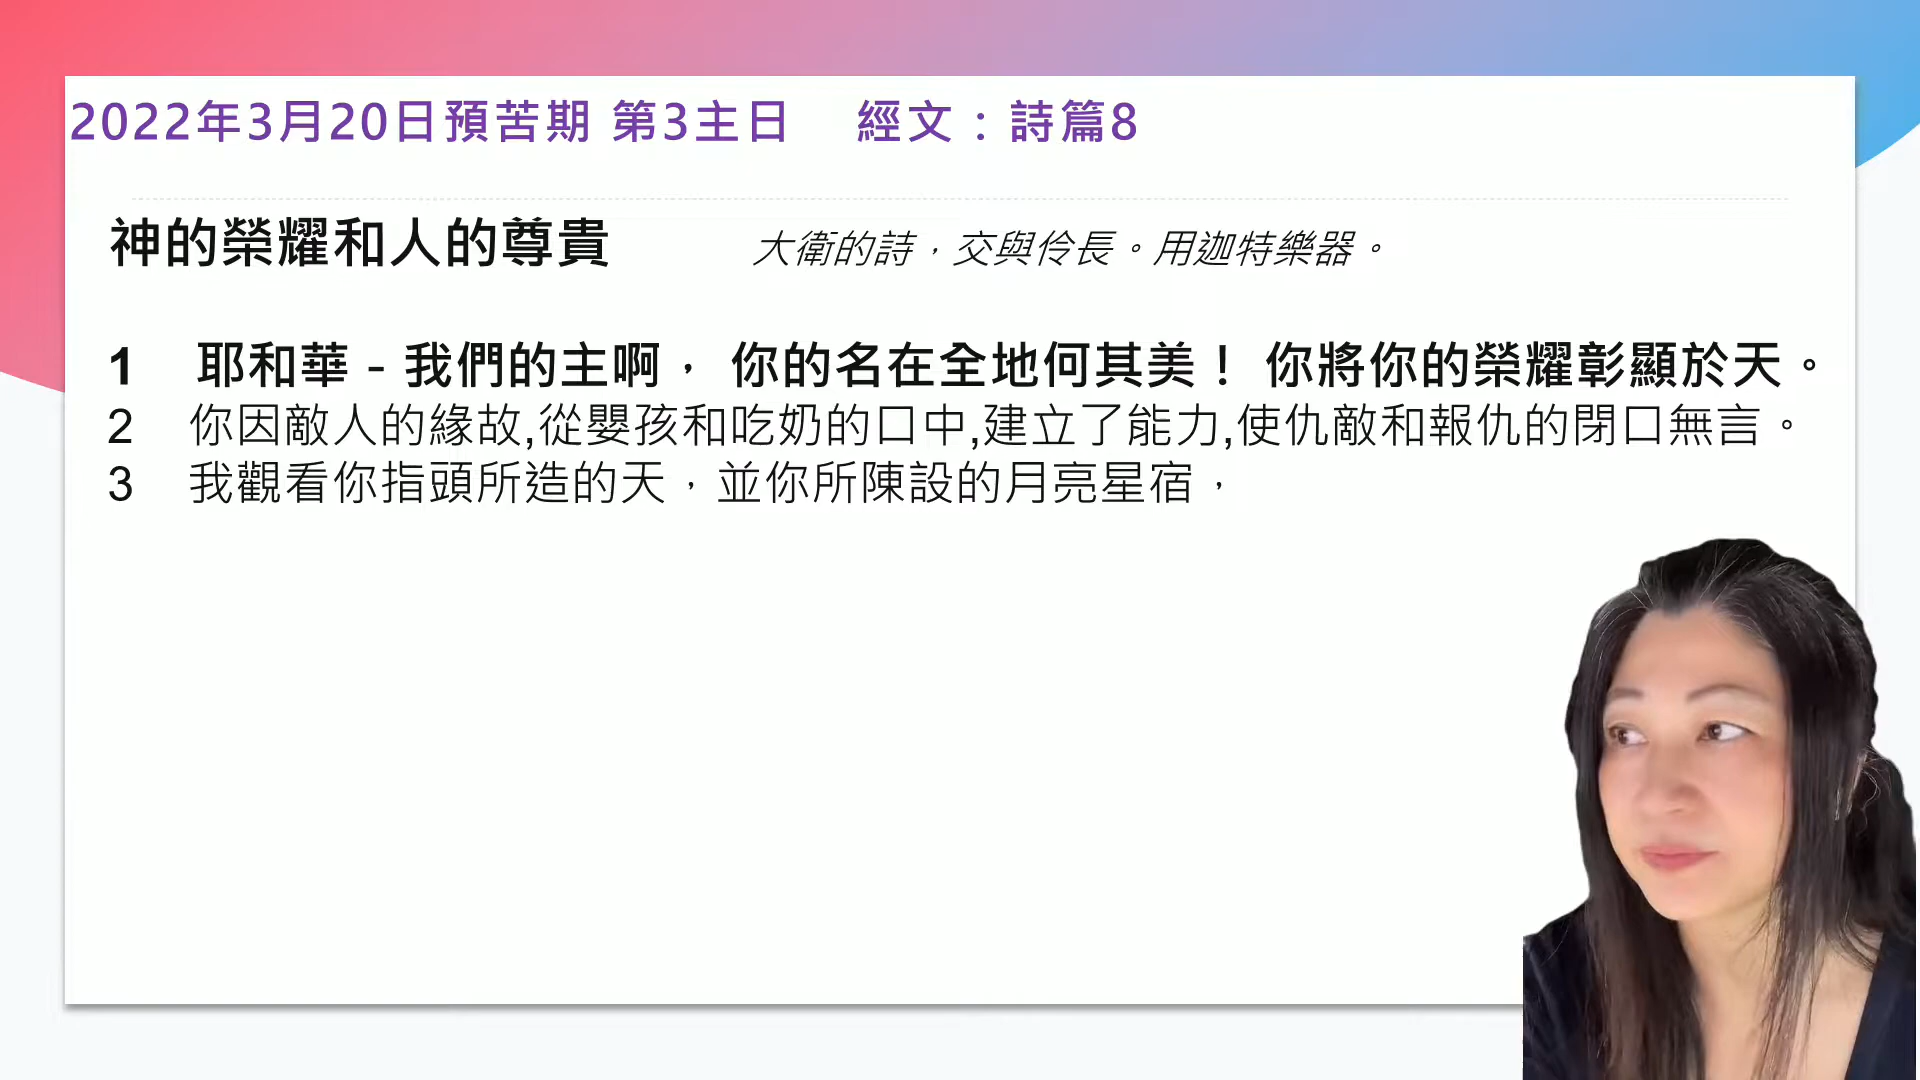 2022年3月20日預苦期 第3主日 經文：詩篇8
神的榮耀和人的尊貴 大衛的詩，交與伶長。用迦特樂器。
1 耶和華－我們的主啊， 你的名在全地何其美！ 你將你的榮耀彰顯於天。
2 你因敵人的緣故,從嬰孩和吃奶的口中,建立了能力,使仇敵和報仇的閉口無言。
3 我觀看你指頭所造的天，並你所陳設的月亮星宿，